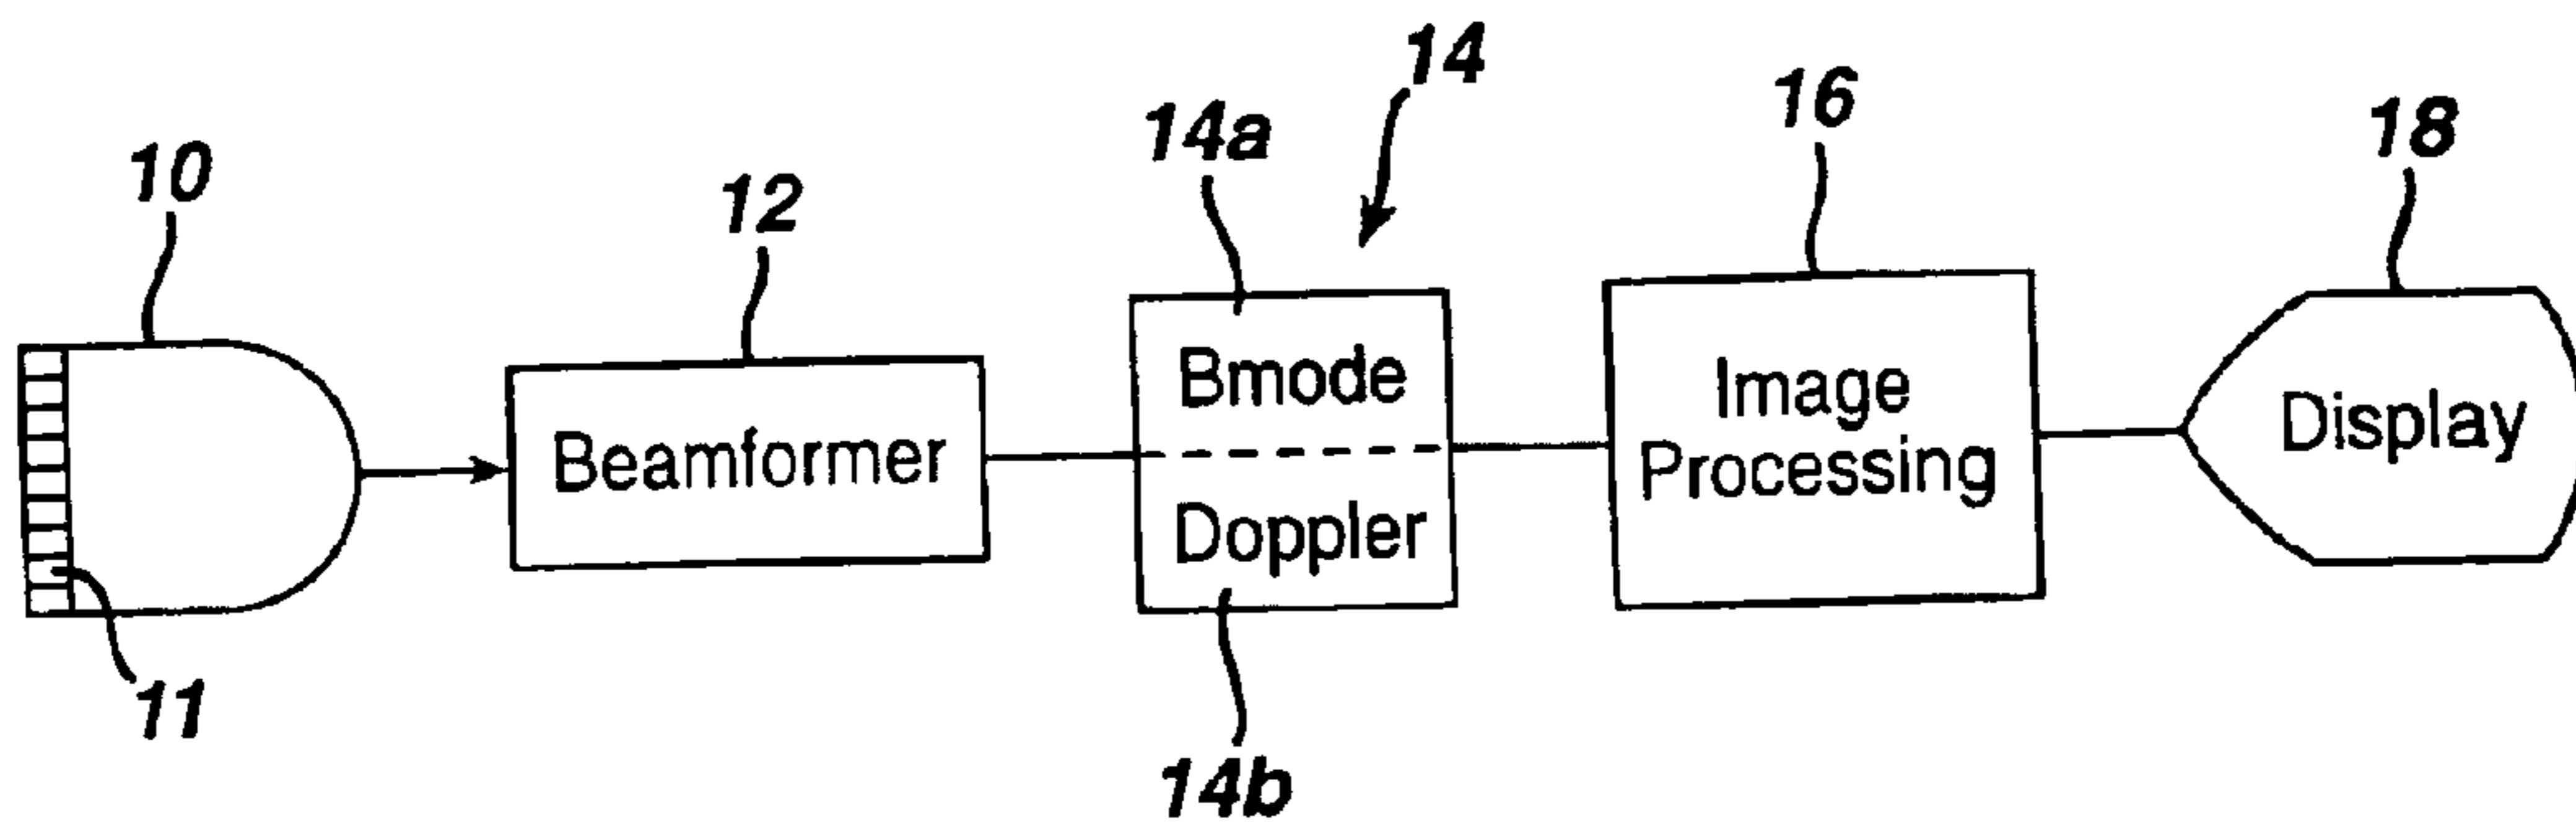 14
14a
16
18
10
12
Bmode
Doppler
Image
Processing
Display
Beamformer
11
14b